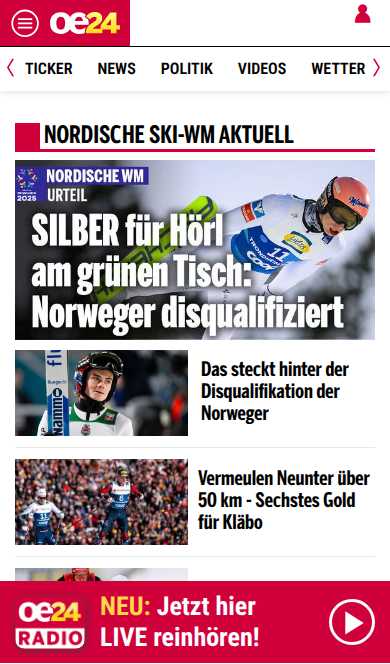 oe24
TICKER NEWS POLITIK VIDEOS WETTER
NORDISCHE SKI-WM AKTUELL
2025
NORDISCHE WM
URTEIL
SILBER für Hörl
am grünen Tisch:
Norweger disqualifiziert
Das steckt hinter der
Disqualifikation der
Norweger
Vermeulen Neunter über
50 km - Sechstes Gold
für Kläbo
oe24
RADIO
NEU: Jetzt hier
LIVE reinhören!